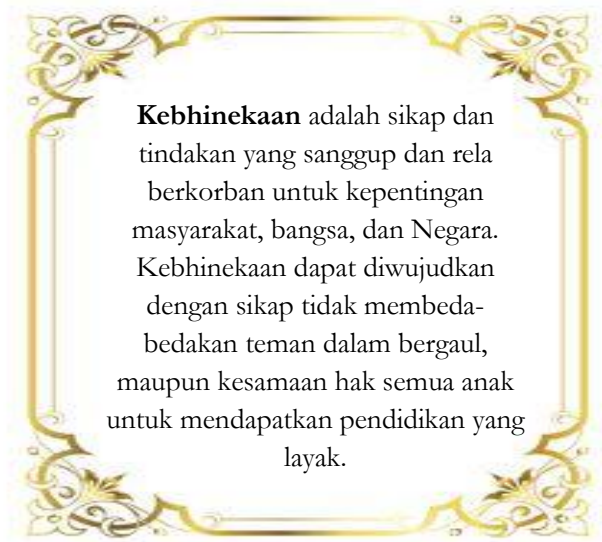 Kebhinekaan adalah sikap dan
tindakan yang sanggup dan rela
berkorban untuk kepentingan
masyarakat, bangsa, dan Negara.
Kebhinekaan dapat diwujudkan
dengan sikap tidak membeda-
bedakan teman dalam bergaul,
maupun kesamaan hak semua anak
untuk mendapatkan pendidikan yang
layak.